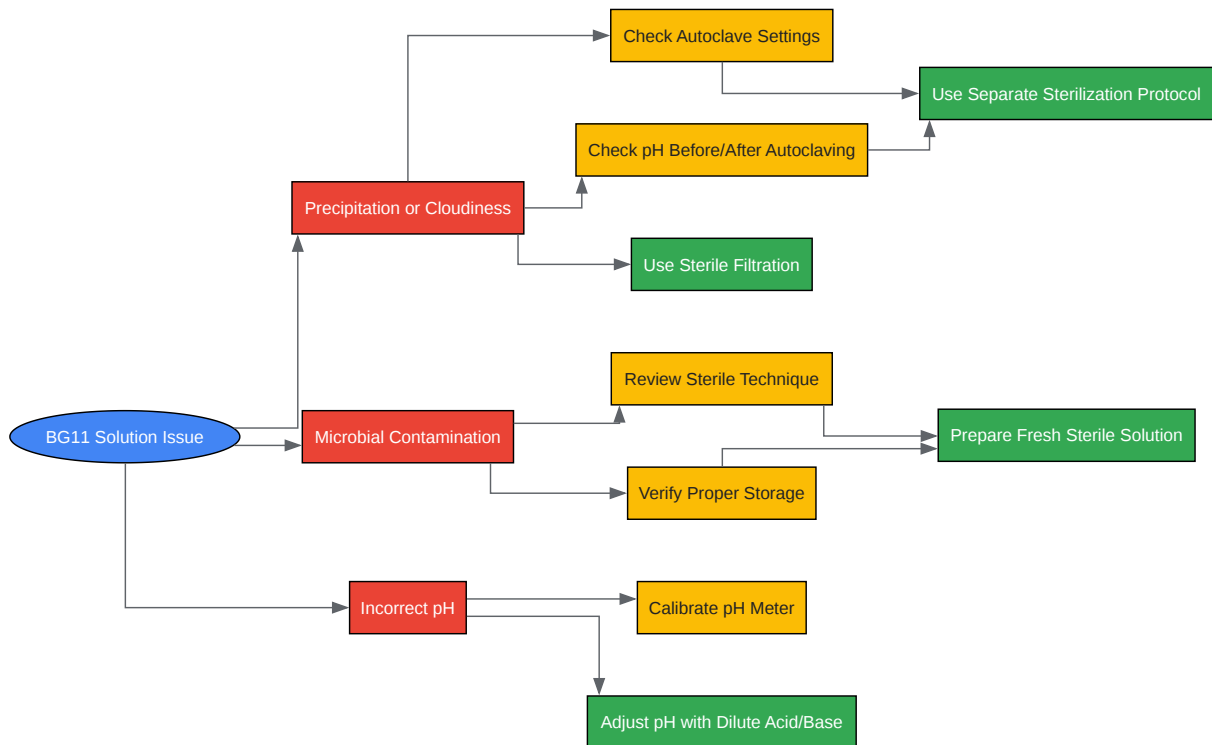 Check Autoclave Settings
Use Separate Sterilization Protocol
Check pH Before/After Autoclaving
Precipitation or Cloudiness
Use Sterile Filtration
Review Sterile Technique
BG11 Solution Issue
Microbial Contamination
Prepare Fresh Sterile Solution
Verify Proper Storage
Incorrect pH
Calibrate pH Meter
Adjust pH with Dilute Acid/Base